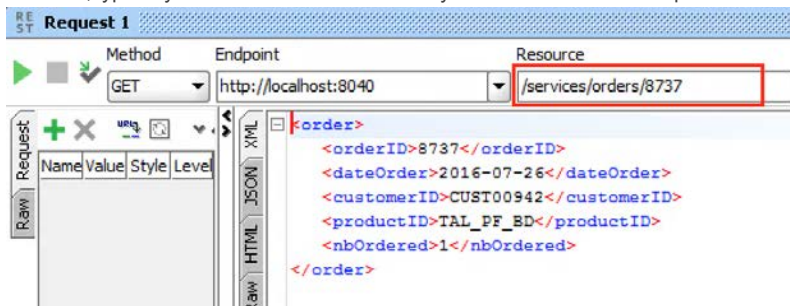 REST Request 1
Method Endpoint Resource
GET http://localhost:8040 /services/orders/8737
Request
Raw
Name Value Style Level
XML
JSON
HTML
Raw
<order>
<orderID>8737</orderID>
<dateOrder>2016-07-26</dateOrder>
<customerID>CUST00942</customerID>
<productID>TAL_PF_BD</productID>
<nbOrdered>1</nbOrdered>
</order>